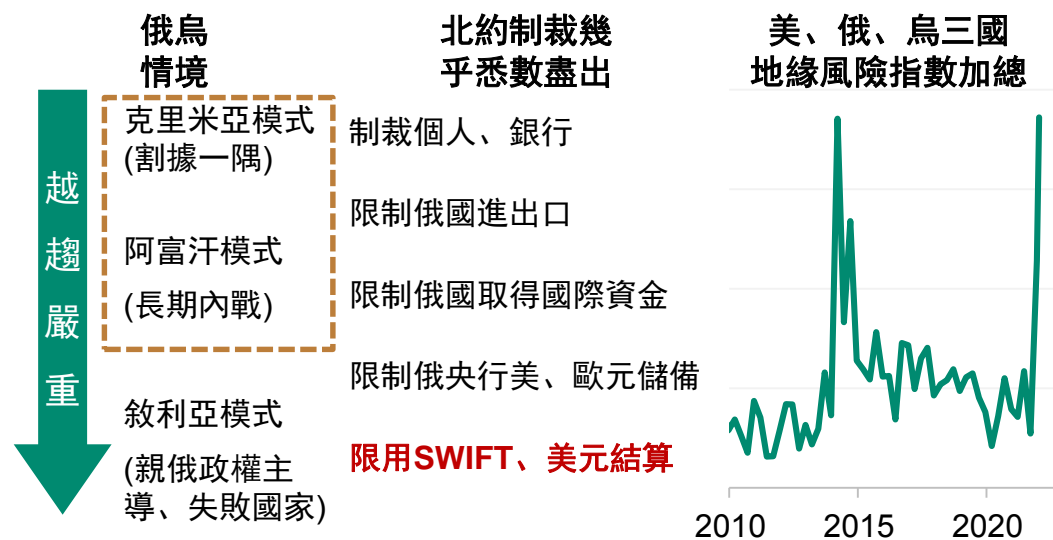 俄烏
情境
北約制裁幾
乎悉數盡出
美、俄、烏三國
地緣風險指數加總
越趨嚴重
克里米亞模式
(割據一隅)
阿富汗模式
(長期內戰)
敘利亞模式
(親俄政權主
導、失敗國家)
制裁個人、銀行
限制俄國進出口
限制俄國取得國際資金
限制俄央行美、歐元儲備
限用SWIFT、美元結算
2010 2015 2020